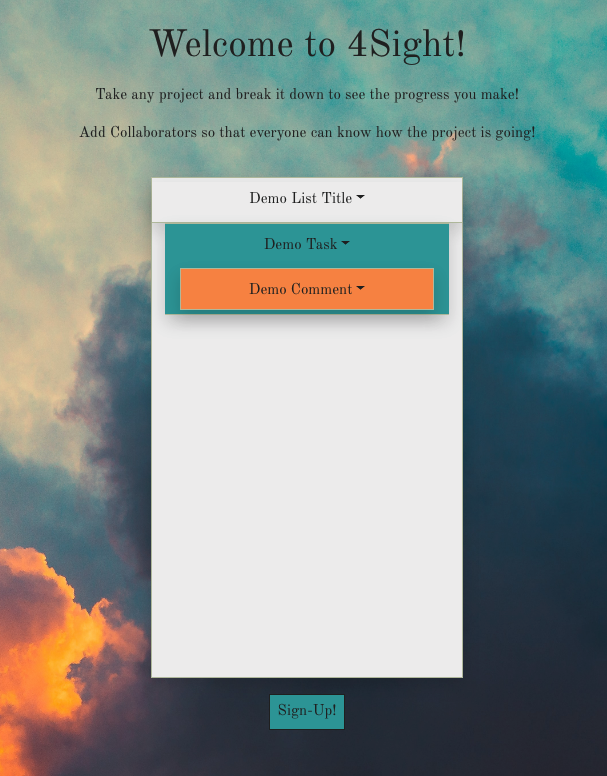 Welcome to 4Sight!
Take any project and break it down to see the progress you make!
Add Collaborators so that everyone can know how the project is going!
Demo List Title
Demo Task
Demo Comment
Sign-Up!